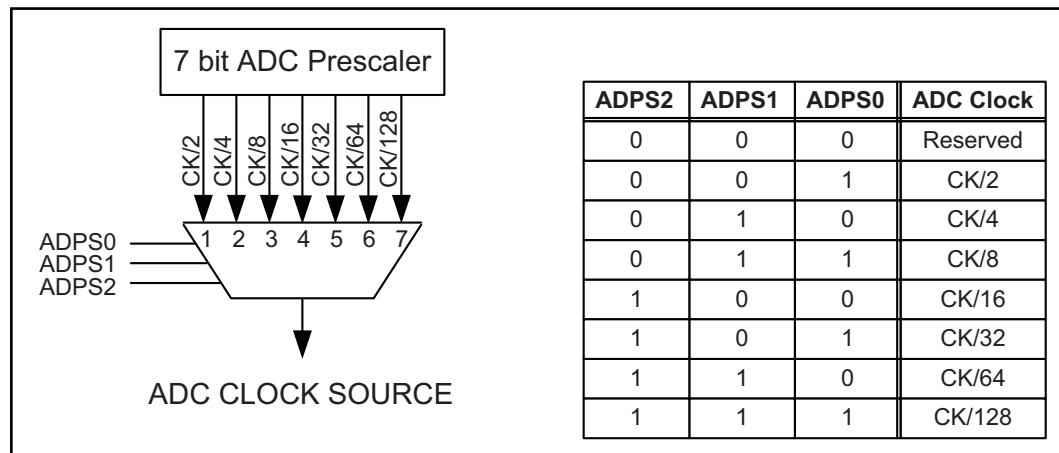 7 bit ADC Prescaler
CK/2
CK/4
CK/8
CK/16
CK/32
CK/64
CK/128
1 2 3 4 5 6 7
ADPS0
ADPS1
ADPS2
ADC CLOCK SOURCE
ADPS2 ADPS1 ADPS0 ADC Clock
0 0 0 Reserved
0 0 1 CK/2
0 1 0 CK/4
0 1 1 CK/8
1 0 0 CK/16
1 0 1 CK/32
1 1 0 CK/64
1 1 1 CK/128